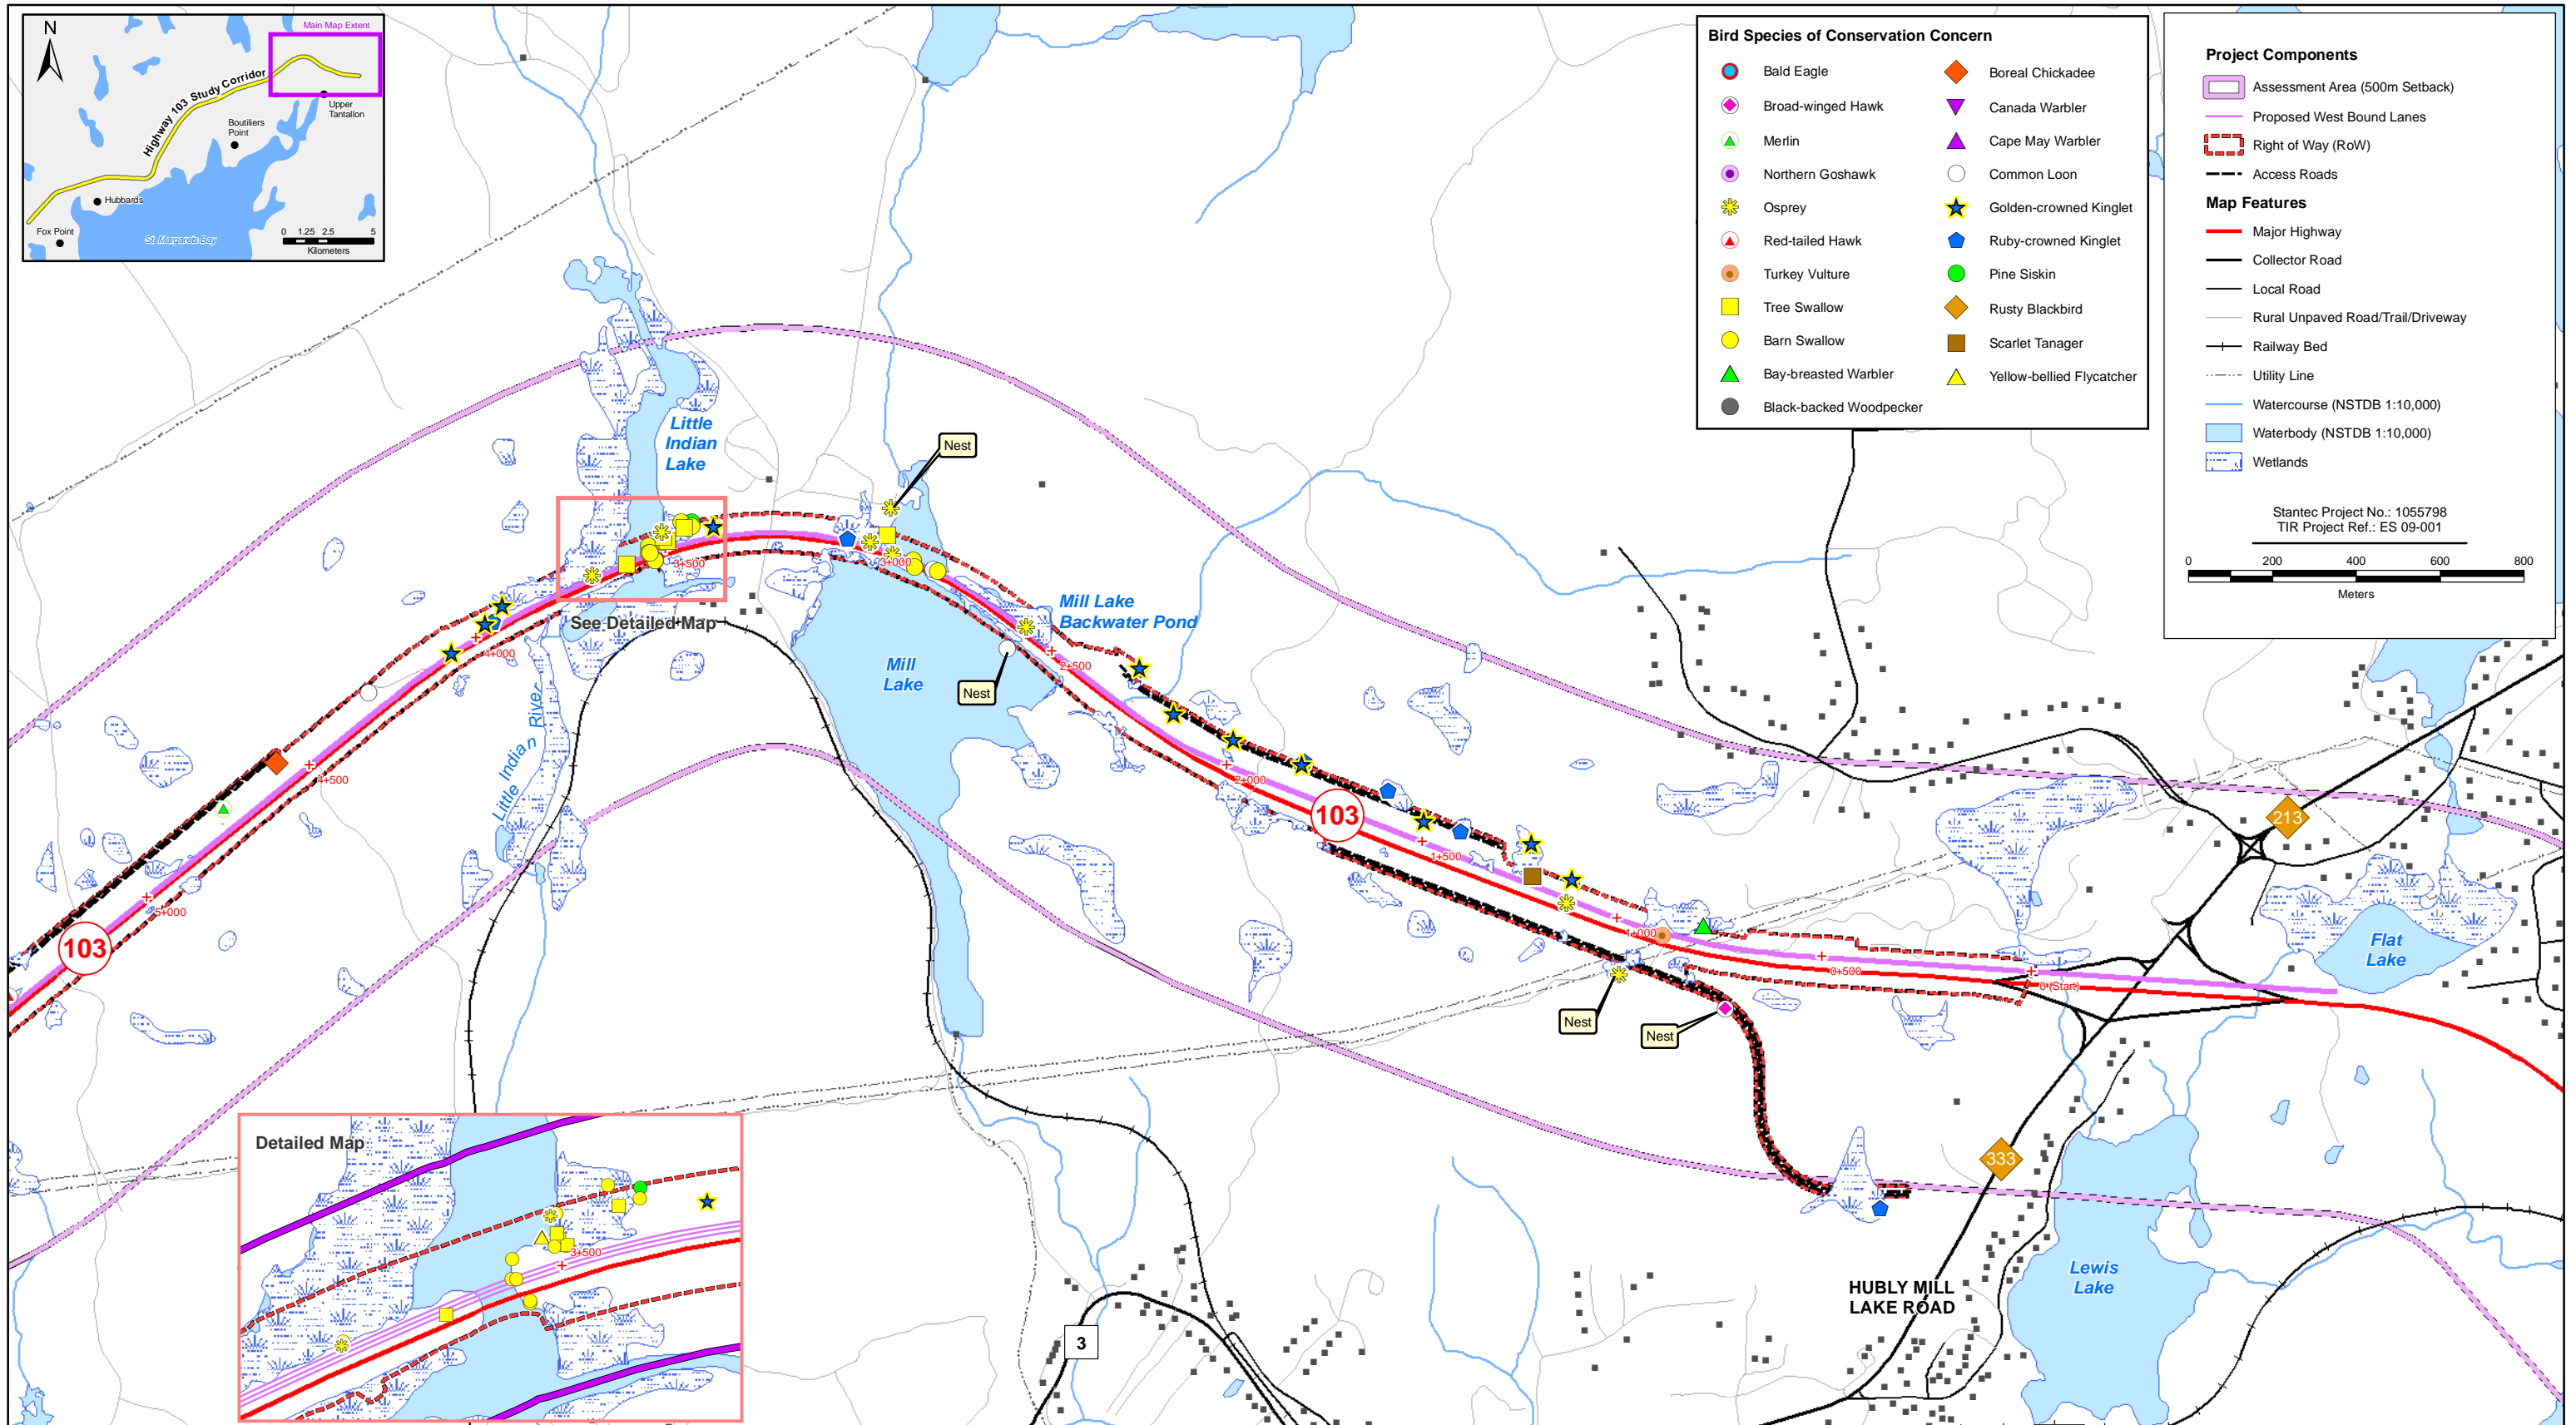 Main Map Extent
N
Highway 103 Study Corridor
Upper
Tantallon
Boutiliers
Point
Hubbards
Fox Point
St. Margarets Bay
0 1.25 2.5 5
Kilometers
Bird Species of Conservation Concern
Bald Eagle
Broad-winged Hawk
Merlin
Northern Goshawk
Osprey
Red-tailed Hawk
Turkey Vulture
Tree Swallow
Barn Swallow
Bay-breasted Warbler
Black-backed Woodpecker
Boreal Chickadee
Canada Warbler
Cape May Warbler
Common Loon
Golden-crowned Kinglet
Ruby-crowned Kinglet
Pine Siskin
Rusty Blackbird
Scarlet Tanager
Yellow-bellied Flycatcher
Project Components
Assessment Area (500m Setback)
Proposed West Bound Lanes
Right of Way (RoW)
Access Roads
Map Features
Major Highway
Collector Road
Local Road
Rural Unpaved Road/Trail/Driveway
Railway Bed
Utility Line
Watercourse (NSTDB 1:10,000)
Waterbody (NSTDB 1:10,000)
Wetlands
Stantec Project No.: 1055798
TIR Project Ref.: ES 09-001
0 200 400 600 800
Meters
Little
Indian
Lake
Nest
3+500
3+000
See Detailed Map
Mill Lake
Backwater Pond
4+000
Mill
Lake
2+500
Nest
Little Indian River
4+500
2+000
103
213
1+500
5+000
103
1+000
Flat
Lake
0+500
0 (Start)
Nest
Nest
Detailed Map
3+500
333
HUBLY MILL
LAKE ROAD
Lewis
Lake
3